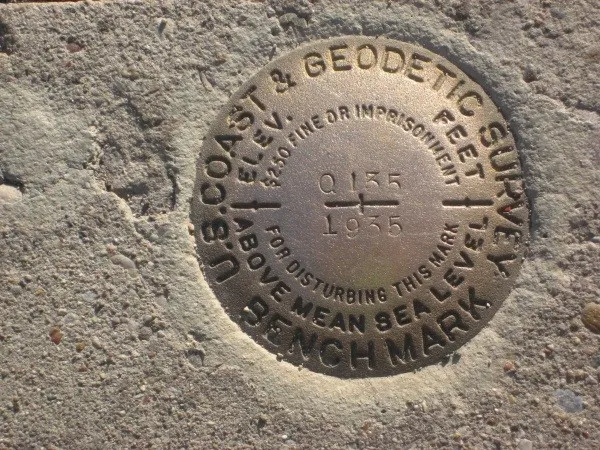 U.S. COAST & GEODETIC SURVEY
BENCH MARK
ELEV. FEET
ABOVE MEAN SEA LEVEL
$250 FINE OR IMPRISONMENT
FOR DISTURBING THIS MARK
Q 135
1935